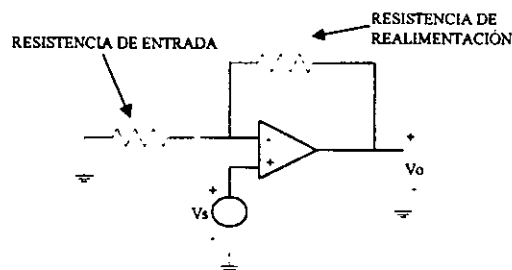 RESISTENCIA DE
REALIMENTACIÓN
RESISTENCIA DE ENTRADA
-
+
+
Vo
-
+
Vs
-